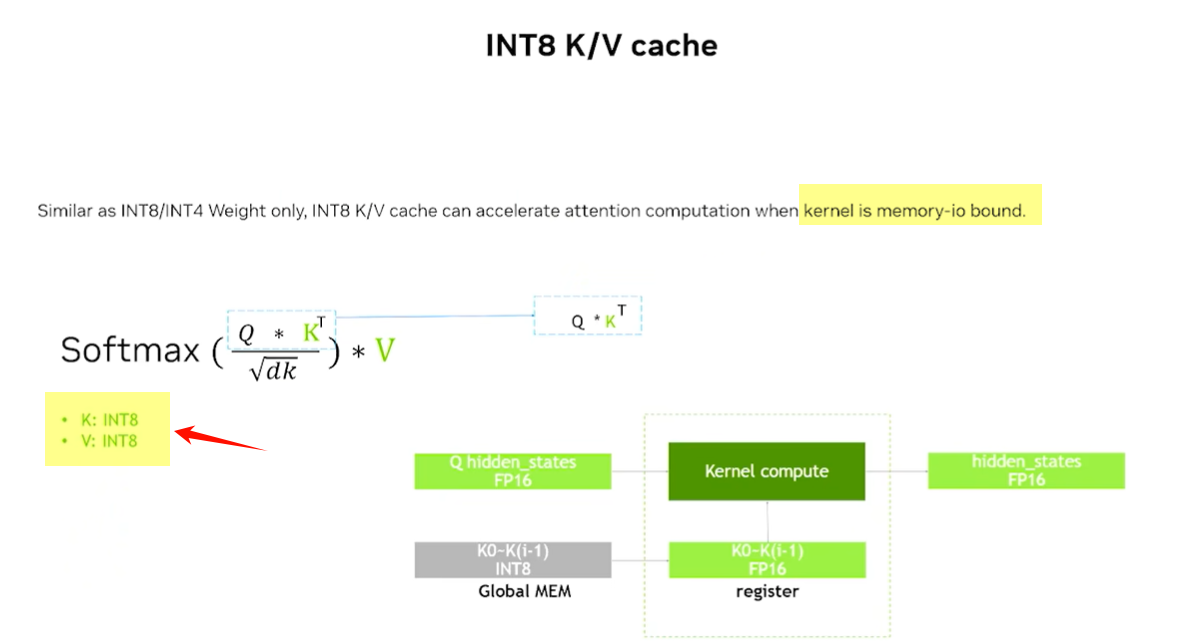 INT8 K/V cache
Similar as INT8/INT4 Weight only, INT8 K/V cache can accelerate attention computation when kernel is memory-io bound.
Softmax ( Q * K^T / √dk ) * V
Q * K^T
• K: INT8
• V: INT8
Q hidden_states
FP16
Kernel compute
hidden_states
FP16
K0~K(i-1)
INT8
Global MEM
K0~K(i-1)
FP16
register